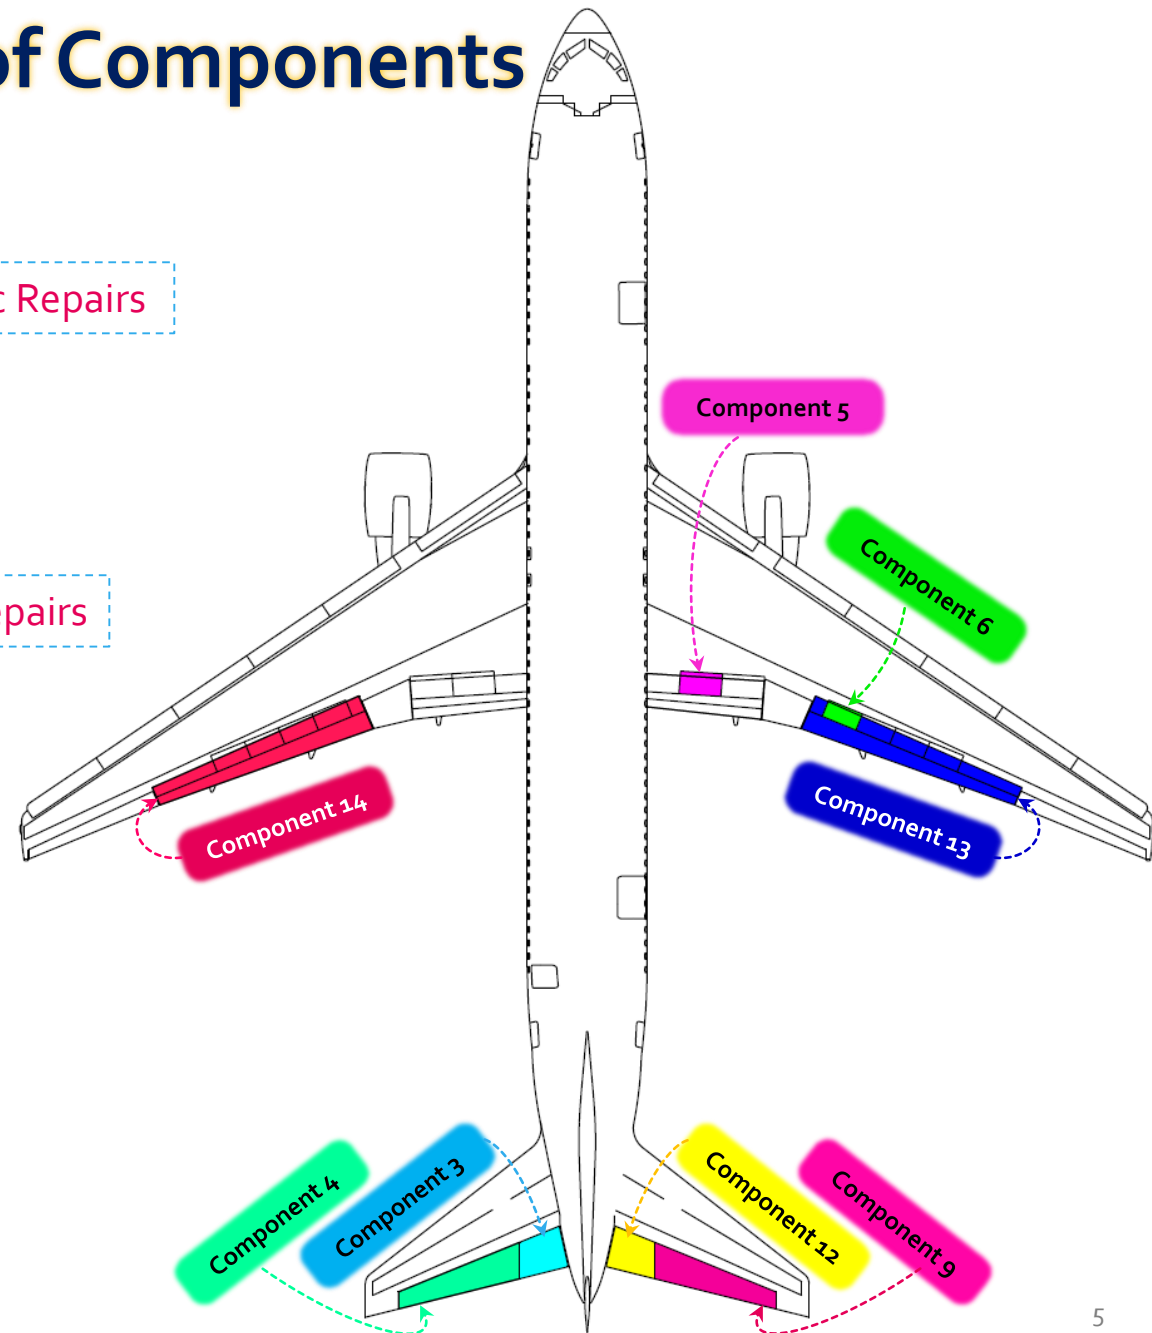 of Components
Repairs
Component 5
Component 6
pairs
Component 14
Component 13
Component 4
Component 3
Component 12
Component 9
5